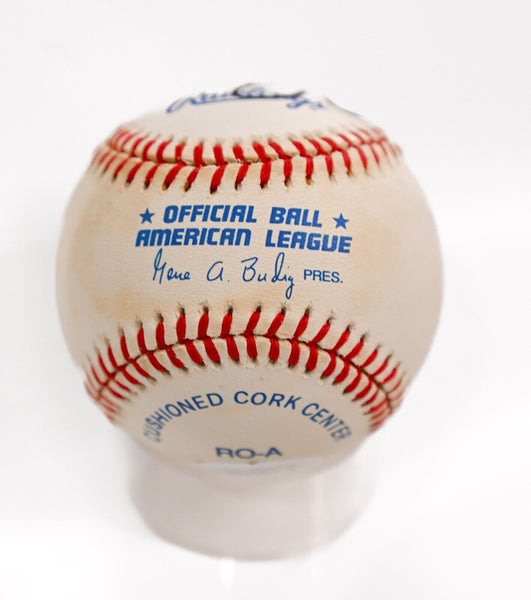 ★ OFFICIAL BALL ★
AMERICAN LEAGUE
Gene A. Budig PRES.
CUSHIONED CORK CENTER
RO-A